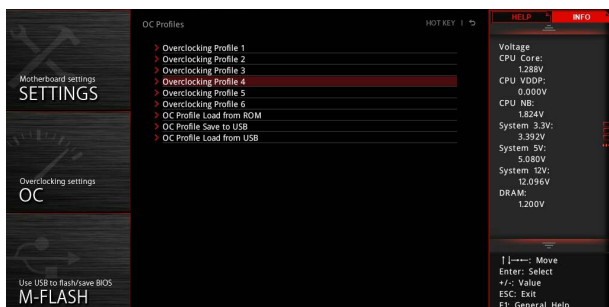 OC Profiles
HOT KEY |
HELP
INFO
Motherboard settings
SETTINGS
Overclocking settings
OC
Use USB to flash/save BIOS
M-FLASH
> Overclocking Profile 1
> Overclocking Profile 2
> Overclocking Profile 3
> Overclocking Profile 4
> Overclocking Profile 5
> Overclocking Profile 6
> OC Profile Load from ROM
> OC Profile Save to USB
> OC Profile Load from USB
Voltage
CPU Core:
1.288V
CPU VDDP:
0.000V
CPU NB:
1.824V
System 3.3V:
3.392V
System 5V:
5.080V
System 12V:
12.096V
DRAM:
1.200V
↑↓→←: Move
Enter: Select
+/-: Value
ESC: Exit
F1: General Help